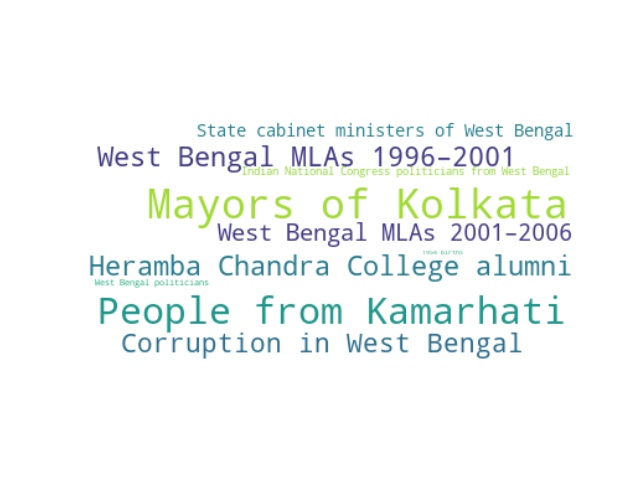 State cabinet ministers of West Bengal
West Bengal MLAs 1996–2001
Indian National Congress politicians from West Bengal
Mayors of Kolkata
West Bengal MLAs 2001–2006
Heramba Chandra College alumni
West Bengal politicians
People from Kamarhati
Corruption in West Bengal